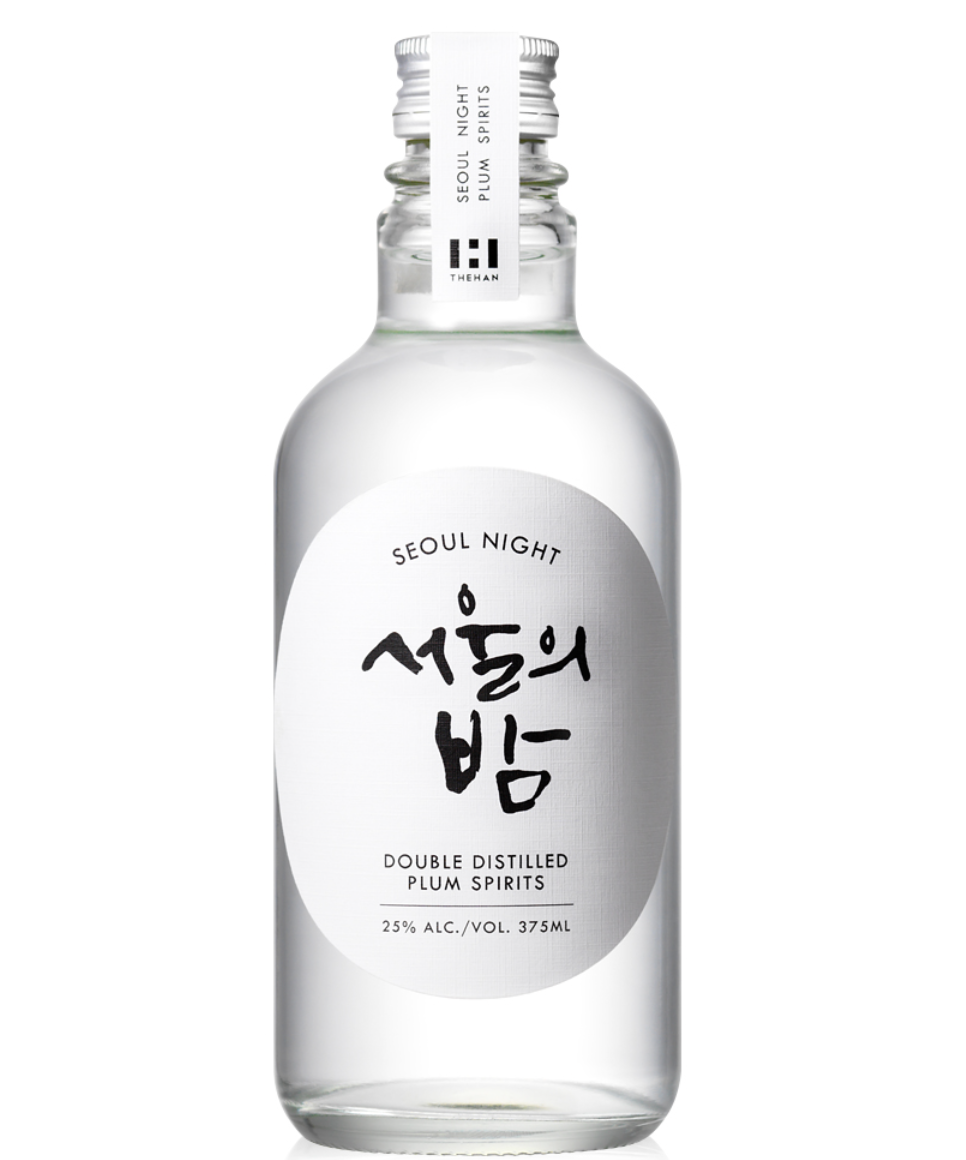 SEOUL NIGHT
PLUM SPIRITS
THEHAN
SEOUL NIGHT
서울의
밤
DOUBLE DISTILLED
PLUM SPIRITS
25% ALC./VOL. 375ML